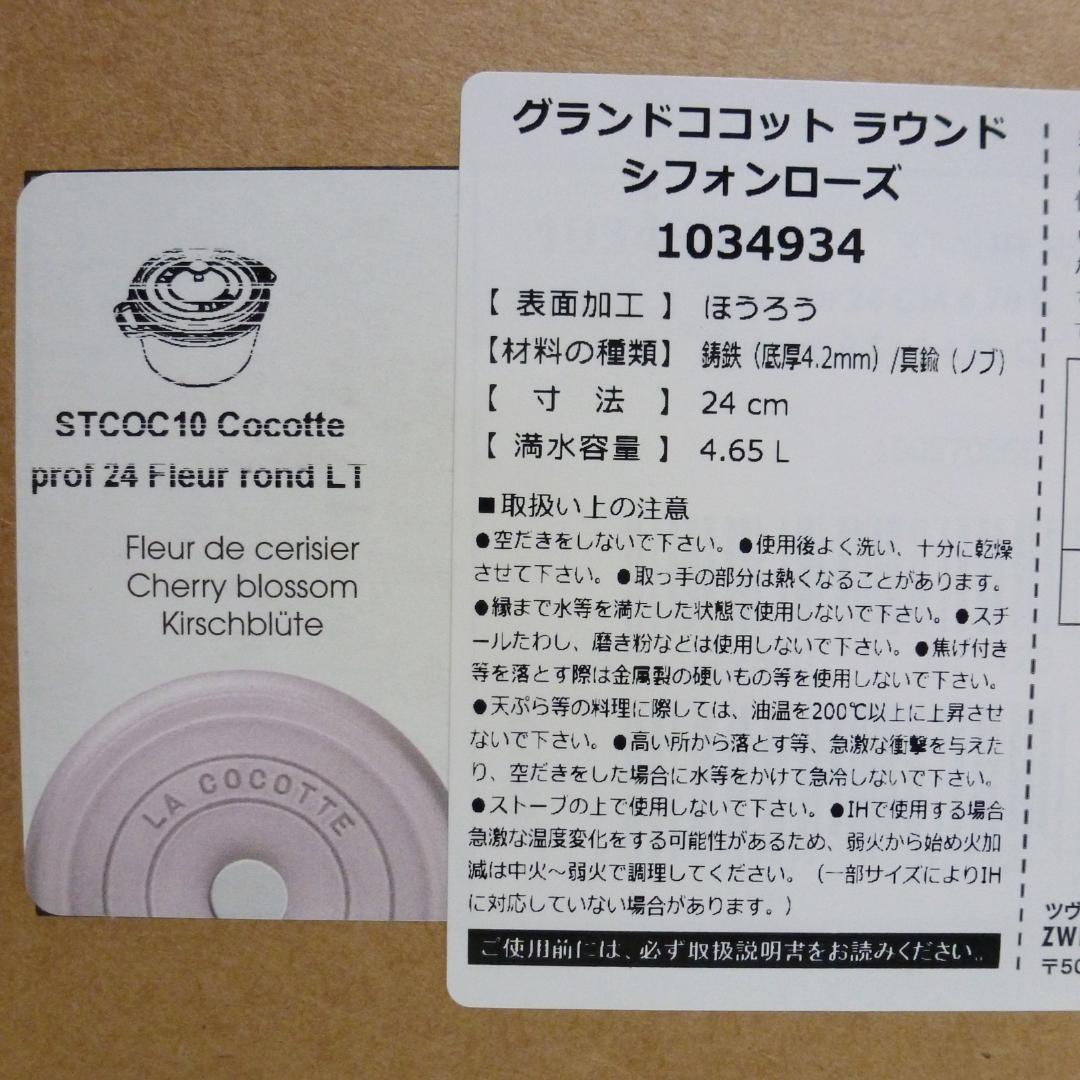 STCOC10 Cocotte
prof 24 Fleur rond LT
Fleur de cerisier
Cherry blossom
Kirschblüte
LA COCOTTE
グランドココット ラウンド
シフォンローズ
1034934
【 表面加工 】 ほうろう
【材料の種類】 鋳鉄（底厚4.2mm）/真鍮（ノブ）
【 寸 法 】 24 cm
【 満水容量 】 4.65 L
■取扱い上の注意
●空だきをしないで下さい。●使用後よく洗い、十分に乾燥
させて下さい。●取っ手の部分は熱くなることがあります。
●縁まで水等を満たした状態で使用しないで下さい。●スチ
ールたわし、磨き粉などは使用しないで下さい。●焦げ付き
等を落とす際は金属製の硬いもの等を使用しないで下さい。
●天ぷら等の料理に際しては、油温を200℃以上に上昇させ
ないで下さい。●高い所から落とす等、急激な衝撃を与えた
り、空だきをした場合に水等をかけて急冷しないで下さい。
●ストーブの上で使用しないで下さい。●IHで使用する場合
急激な温度変化をする可能性があるため、弱火から始め火加
減は中火～弱火で調理してください。（一部サイズによりIH
に対応していない場合があります。）
ご使用前には、必ず取扱説明書をお読みください。
ツヴ
ZW
〒50